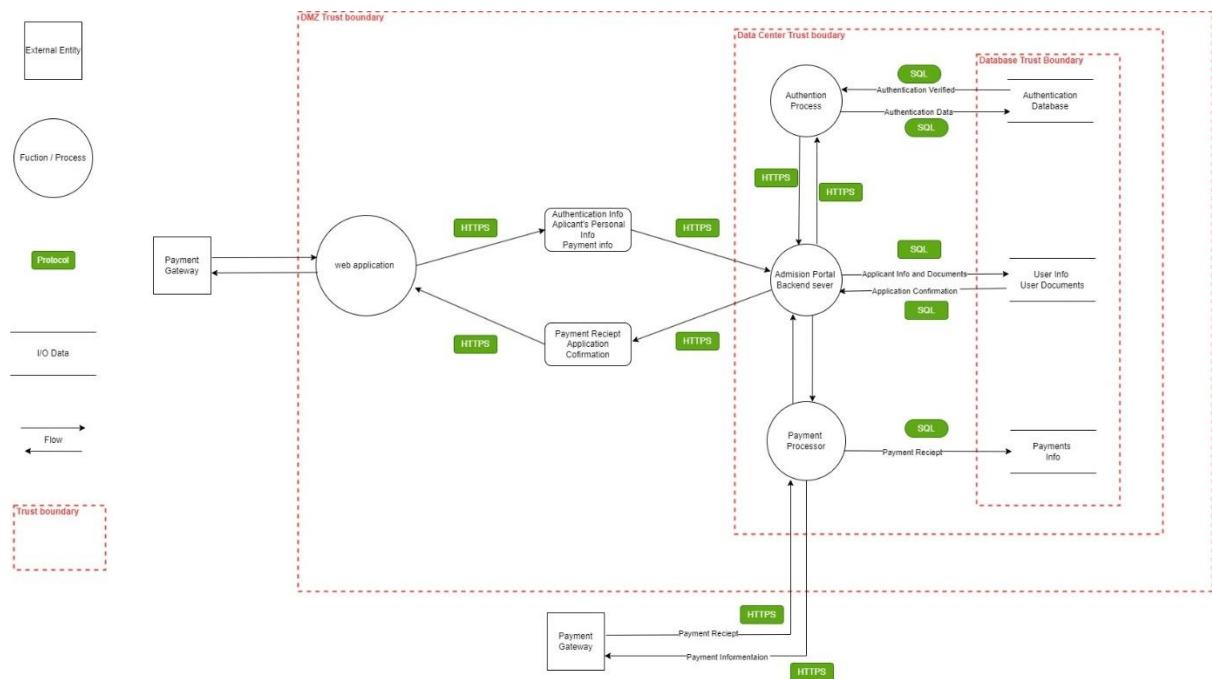 External Entity
Fuction / Process
Protocol
I/O Data
Flow
Trust boundary
DMZ Trust boundary
Data Center Trust boudary
Database Trust Boundary
Payment
Gateway
web application
HTTPS
Authentication Info
Aplicant's Personal
Info
Payment info
HTTPS
HTTPS
Payment Reciept
Application
Cofirmation
HTTPS
Authention
Process
SQL
Authentication Verified
Authentication Data
SQL
Authentication
Database
HTTPS
HTTPS
Admision Portal
Backend sever
SQL
Applicant Info and Documents
Application Confirmation
SQL
User Info
User Documents
Payment
Processor
SQL
Payment Reciept
Payments
Info
Payment
Gateway
HTTPS
Payment Reciept
Payment Informentaion
HTTPS